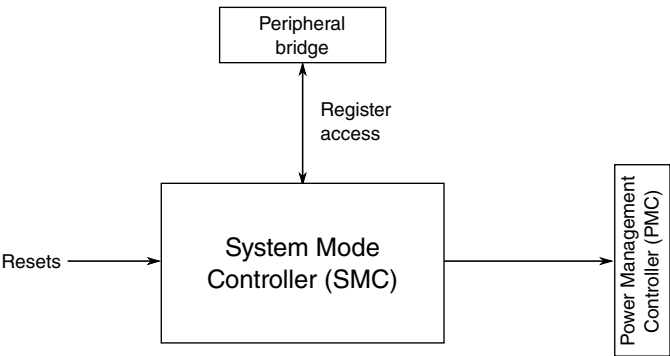 Peripheral
bridge
Register
access
Resets
System Mode
Controller (SMC)
Power Management
Controller (PMC)